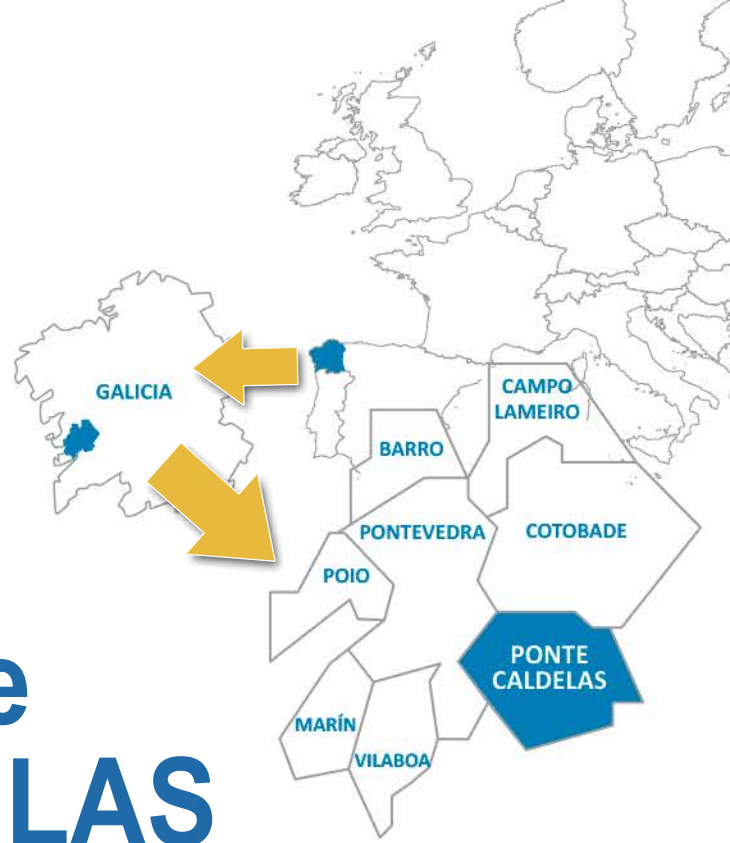 GALICIA
CAMPO
LAMEIRO
BARRO
PONTEVEDRA
COTOBADE
POIO
PONTE
CALDELAS
MARÍN
VILABOA
e
LAS